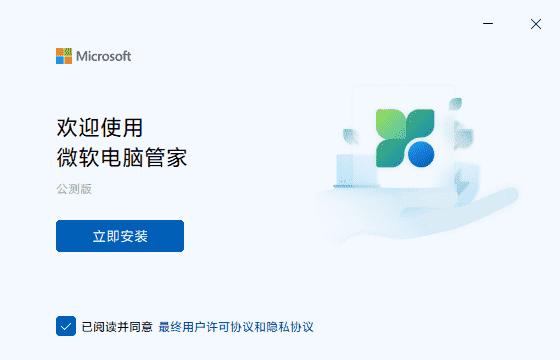 Microsoft
欢迎使用
微软电脑管家
公测版
立即安装
已阅读并同意 最终用户许可协议和隐私协议